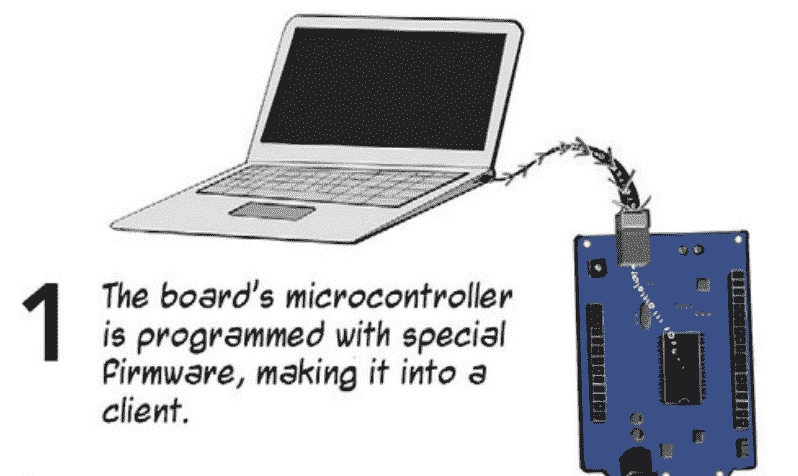 1
The board's microcontroller
is programmed with special
firmware, making it into a
client.